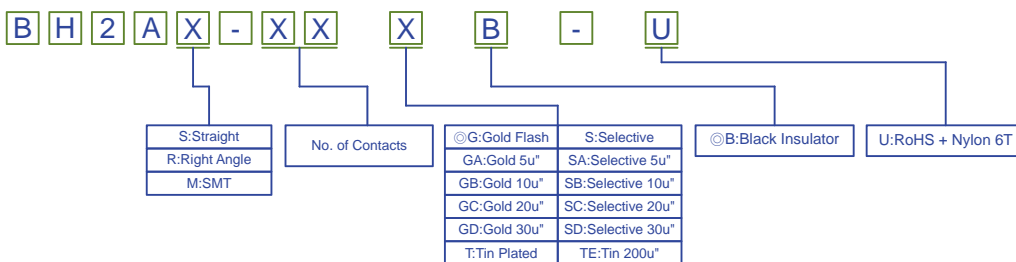 B H 2 A X - X X X B - U
S:Straight
R:Right Angle
M:SMT
No. of Contacts
◎G:Gold Flash S:Selective
GA:Gold 5u" SA:Selective 5u"
GB:Gold 10u" SB:Selective 10u"
GC:Gold 20u" SC:Selective 20u"
GD:Gold 30u" SD:Selective 30u"
T:Tin Plated TE:Tin 200u"
◎B:Black Insulator
U:RoHS + Nylon 6T